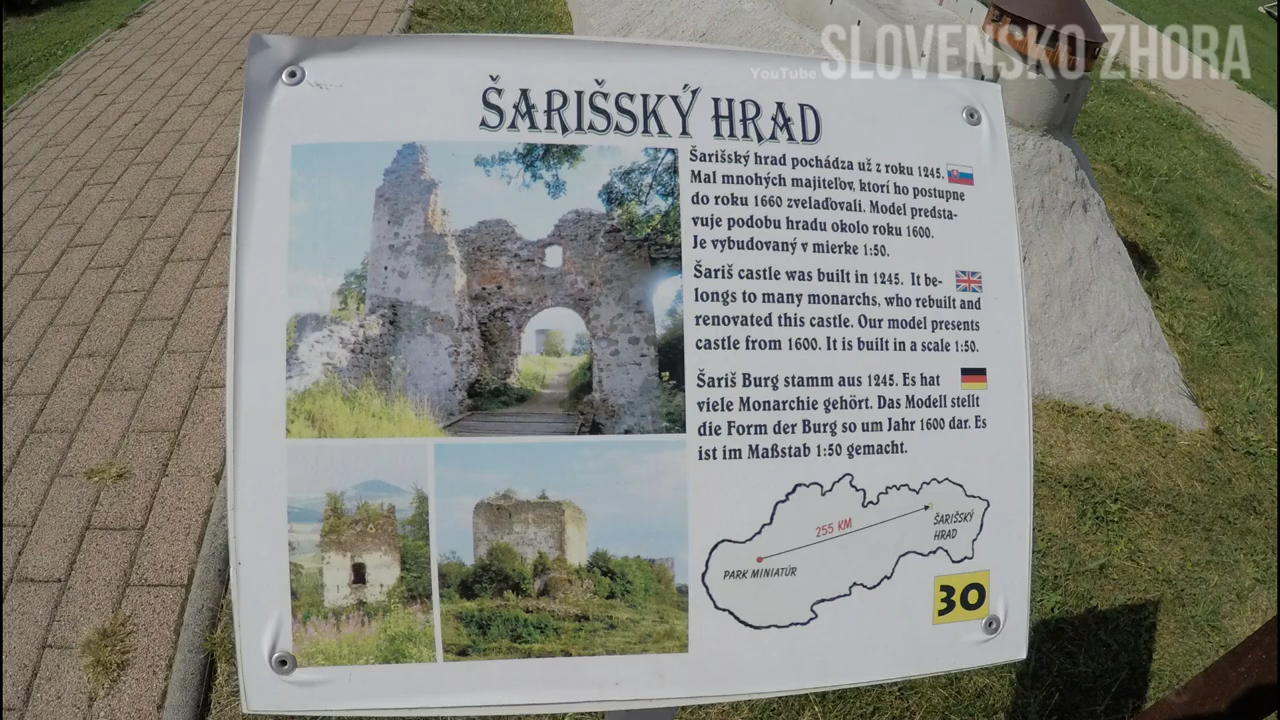 YouTube SLOVENSKO ZHORA
ŠARIŠSKÝ HRAD
Šarišský hrad pochádza už z roku 1245.
Mal mnohých majiteľov, ktorí ho postupne
do roku 1660 zvelaďovali. Model predsta-
vuje podobu hradu okolo roku 1600.
Je vybudovaný v mierke 1:50.
Šariš castle was built in 1245. It be-
longs to many monarchs, who rebuilt and
renovated this castle. Our model presents
castle from 1600. It is built in a scale 1:50.
Šariš Burg stamm aus 1245. Es hat
viele Monarchie gehört. Das Modell stellt
die Form der Burg so um Jahr 1600 dar. Es
ist im Maßstab 1:50 gemacht.
255 KM
ŠARIŠSKÝ
HRAD
PARK MINIATÚR
30